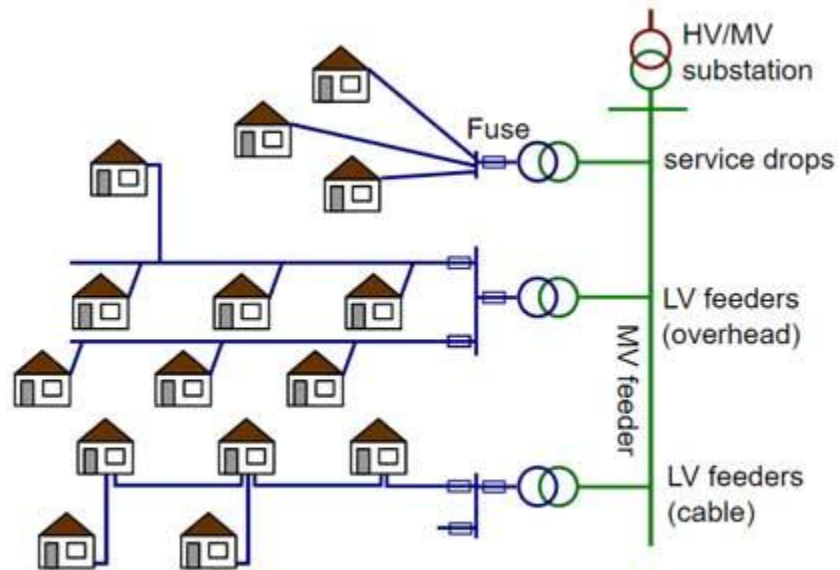 HV/MV
substation
Fuse
service drops
LV feeders
(overhead)
MV feeder
LV feeders
(cable)